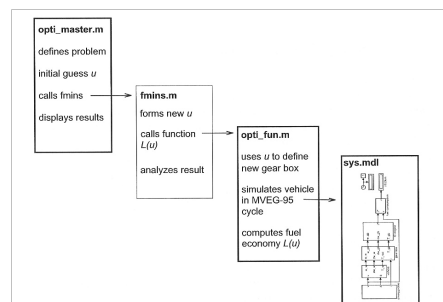 opti_master.m
defines problem
initial guess u
calls fmins
displays results
fmins.m
forms new u
calls function
L(u)
analyzes result
opti_fun.m
uses u to define
new gear box
simulates vehicle
in MVEG-95
cycle
computes fuel
economy L(u)
sys.mdl